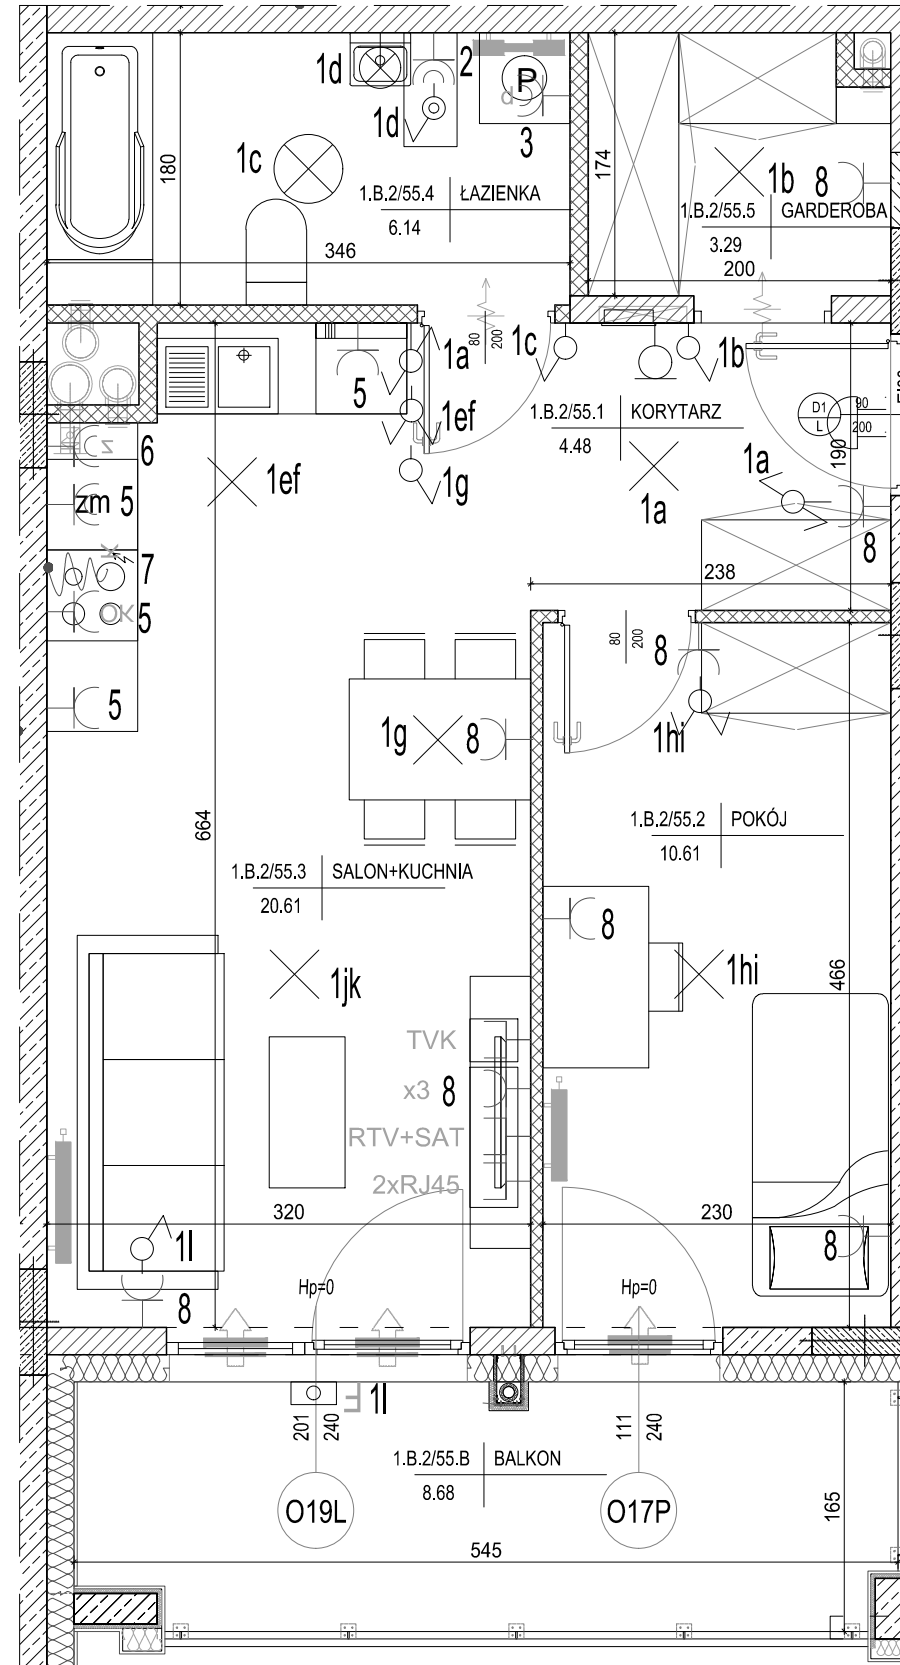 1d
2
P
d
1d
3
1c
180
174
1.B.2/55.4 ŁAZIENKA
6.14
346
1b 8
1.B.2/55.5 GARDEROBA
3.29
200
5
1a
80
200
1c
1b
1ef
1.B.2/55.1 KORYTARZ
4.48
D1
L
90
200
190
6
z
1ef
1g
1a
1a
zm 5
8
K
7
OK 5
238
80
200
8
5
1g 8
1hi
664
1.B.2/55.2 POKÓJ
10.61
1.B.2/55.3 SALON+KUCHNIA
20.61
8
1jk
1hi
466
TVK
x3 8
RTV+SAT
2xRJ45
320
230
1l
8
8
Hp=0
Hp=0
1l
201
240
111
240
1.B.2/55.B BALKON
8.68
O19L
O17P
165
545